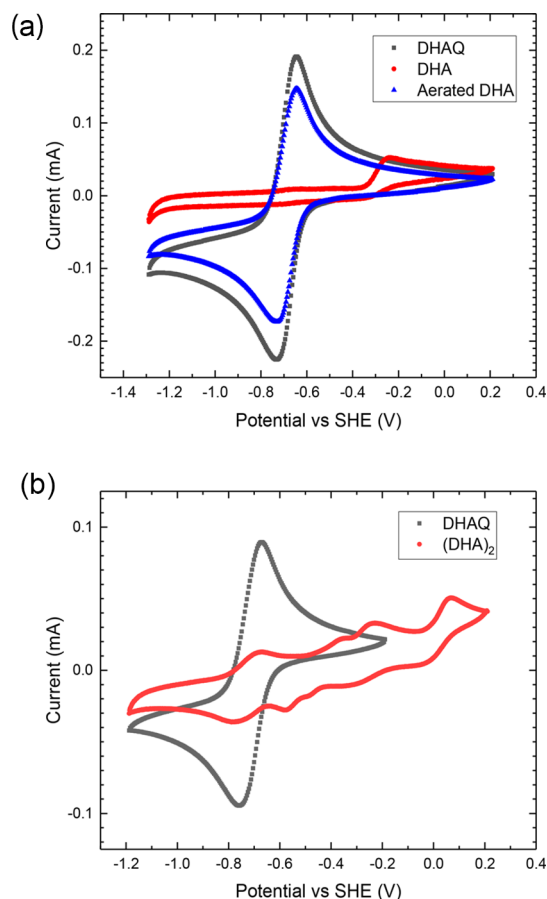 (a)
DHAQ
DHA
Aerated DHA
0.2
0.1
0.0
-0.1
-0.2
Current (mA)
-1.4 -1.2 -1.0 -0.8 -0.6 -0.4 -0.2 0.0 0.2 0.4
Potential vs SHE (V)
(b)
DHAQ
(DHA)₂
0.1
0.0
-0.1
Current (mA)
-1.2 -1.0 -0.8 -0.6 -0.4 -0.2 0.0 0.2 0.4
Potential vs SHE (V)